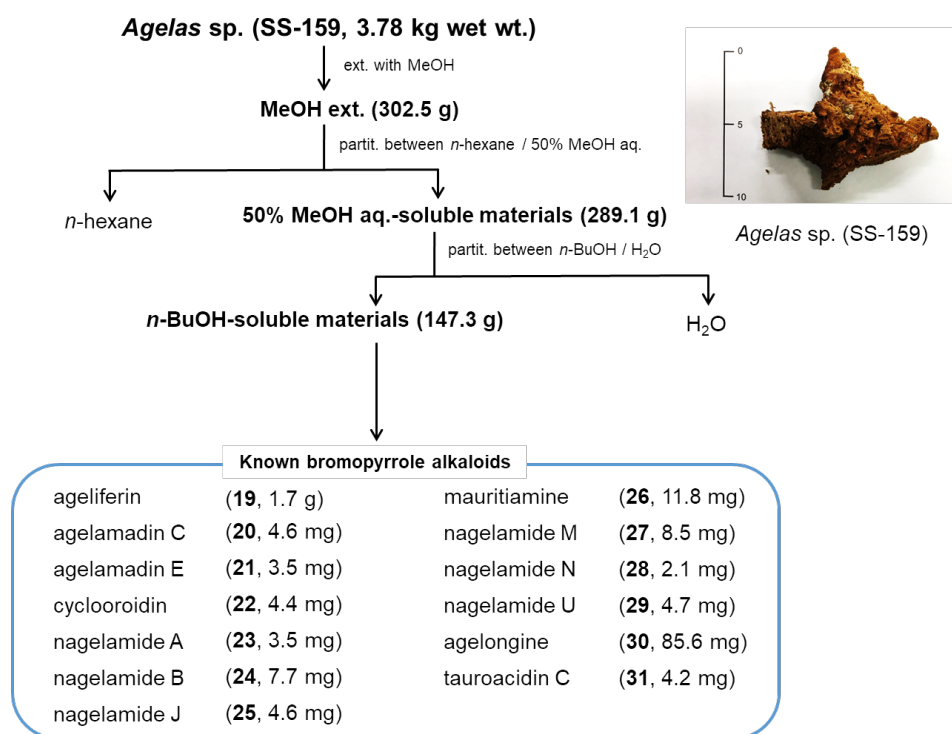 Agelas sp. (SS-159, 3.78 kg wet wt.)
ext. with MeOH
MeOH ext. (302.5 g)
partit. between n-hexane / 50% MeOH aq.
n-hexane
50% MeOH aq.-soluble materials (289.1 g)
partit. between n-BuOH / H₂O
n-BuOH-soluble materials (147.3 g)
H₂O
0
5
10
Agelas sp. (SS-159)
Known bromopyrrole alkaloids
ageliferin (19, 1.7 g)
agelamadin C (20, 4.6 mg)
agelamadin E (21, 3.5 mg)
cyclooroidin (22, 4.4 mg)
nagelamide A (23, 3.5 mg)
nagelamide B (24, 7.7 mg)
nagelamide J (25, 4.6 mg)
mauritiamine (26, 11.8 mg)
nagelamide M (27, 8.5 mg)
nagelamide N (28, 2.1 mg)
nagelamide U (29, 4.7 mg)
agelongine (30, 85.6 mg)
tauroacidin C (31, 4.2 mg)